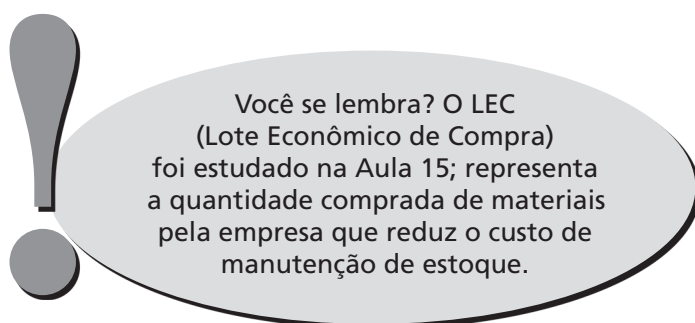 Você se lembra? O LEC
(Lote Econômico de Compra)
foi estudado na Aula 15; representa
a quantidade comprada de materiais
pela empresa que reduz o custo de
manutenção de estoque.